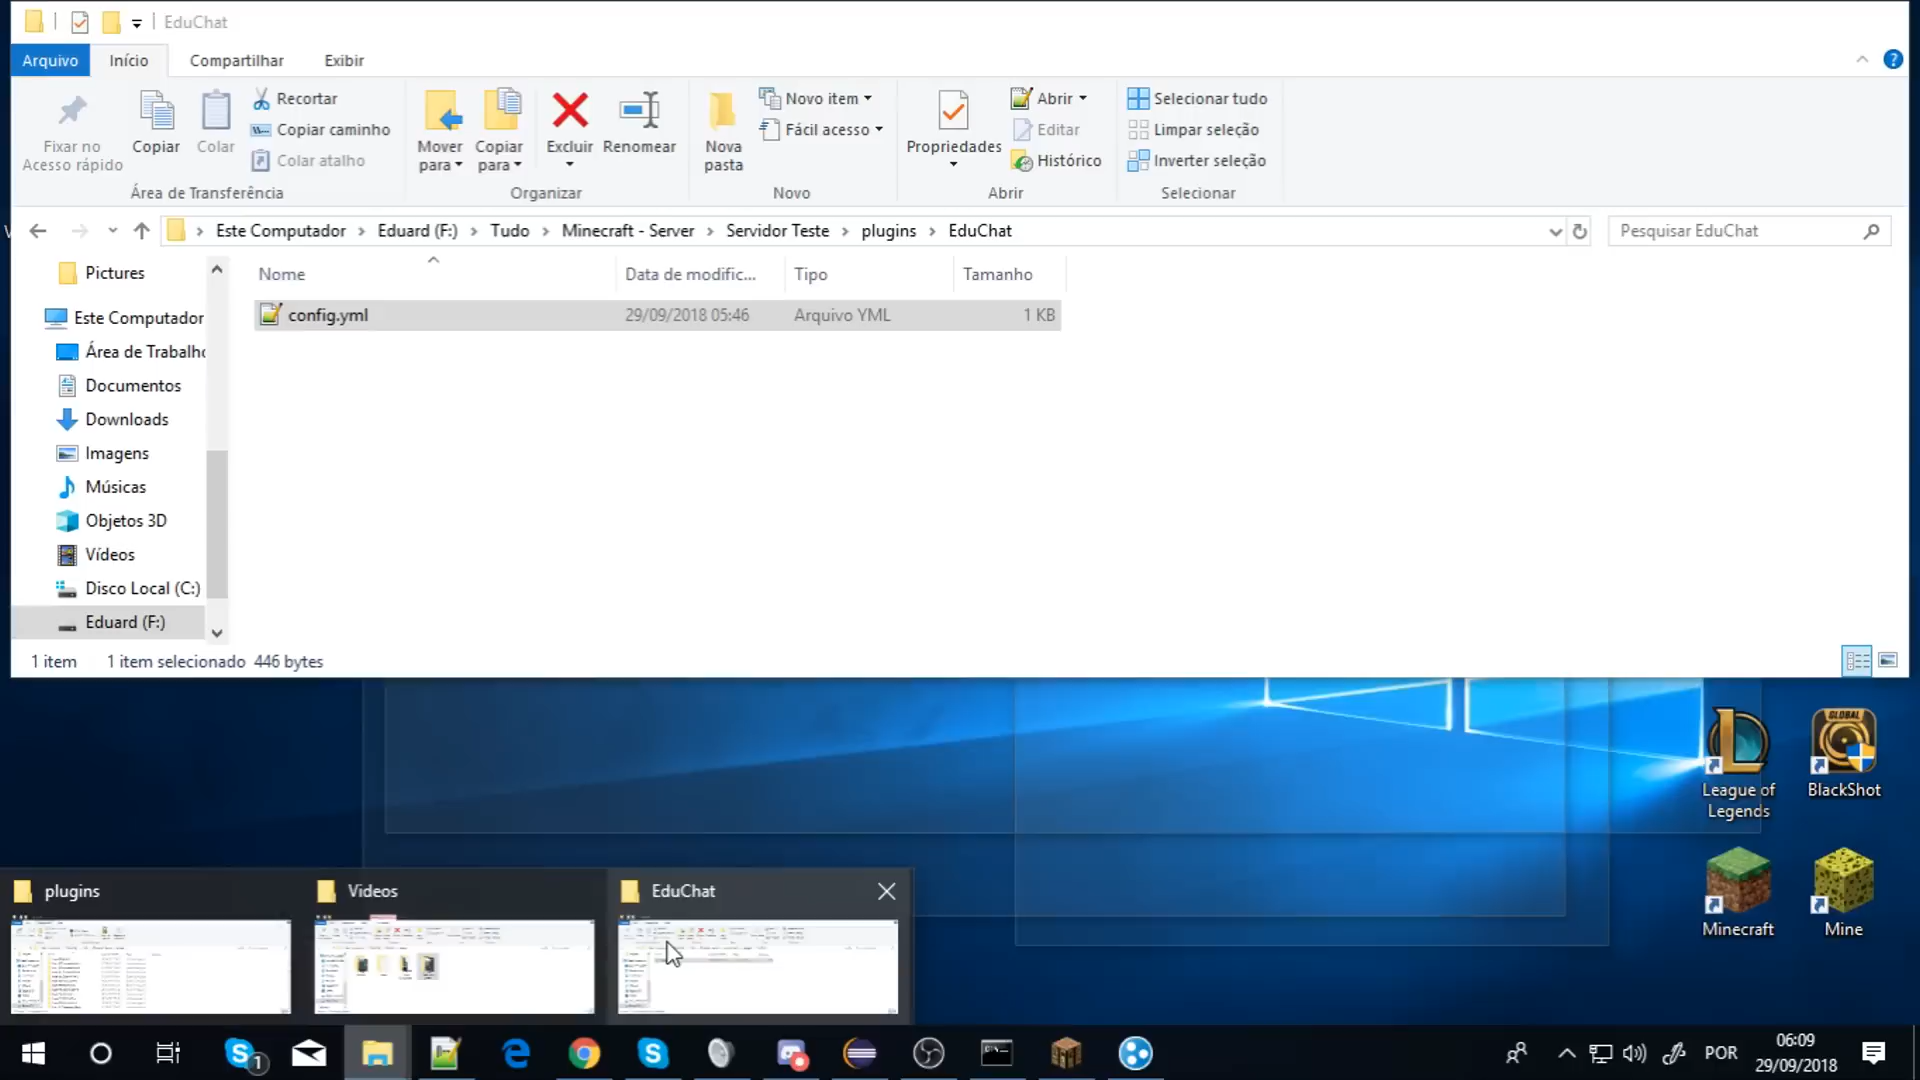 EduChat
Arquivo Início Compartilhar Exibir
Fixar no
Acesso rápido
Copiar
Colar
Recortar
Copiar caminho
Colar atalho
Área de Transferência
Mover
para
Copiar
para
Excluir
Renomear
Organizar
Nova
pasta
Novo item
Fácil acesso
Novo
Propriedades
Abrir
Editar
Histórico
Abrir
Selecionar tudo
Limpar seleção
Inverter seleção
Selecionar
Este Computador Eduard (F:) Tudo Minecraft - Server Servidor Teste plugins EduChat
Pesquisar EduChat
Nome Data de modific... Tipo Tamanho
config.yml 29/09/2018 05:46 Arquivo YML 1 KB
Pictures
Este Computador
Área de Trabalho
Documentos
Downloads
Imagens
Músicas
Objetos 3D
Vídeos
Disco Local (C:)
Eduard (F:)
1 item 1 item selecionado 446 bytes
League of
Legends
GLOBAL
BlackShot
Minecraft
Mine
plugins
Videos
EduChat
1
POR
06:09
29/09/2018